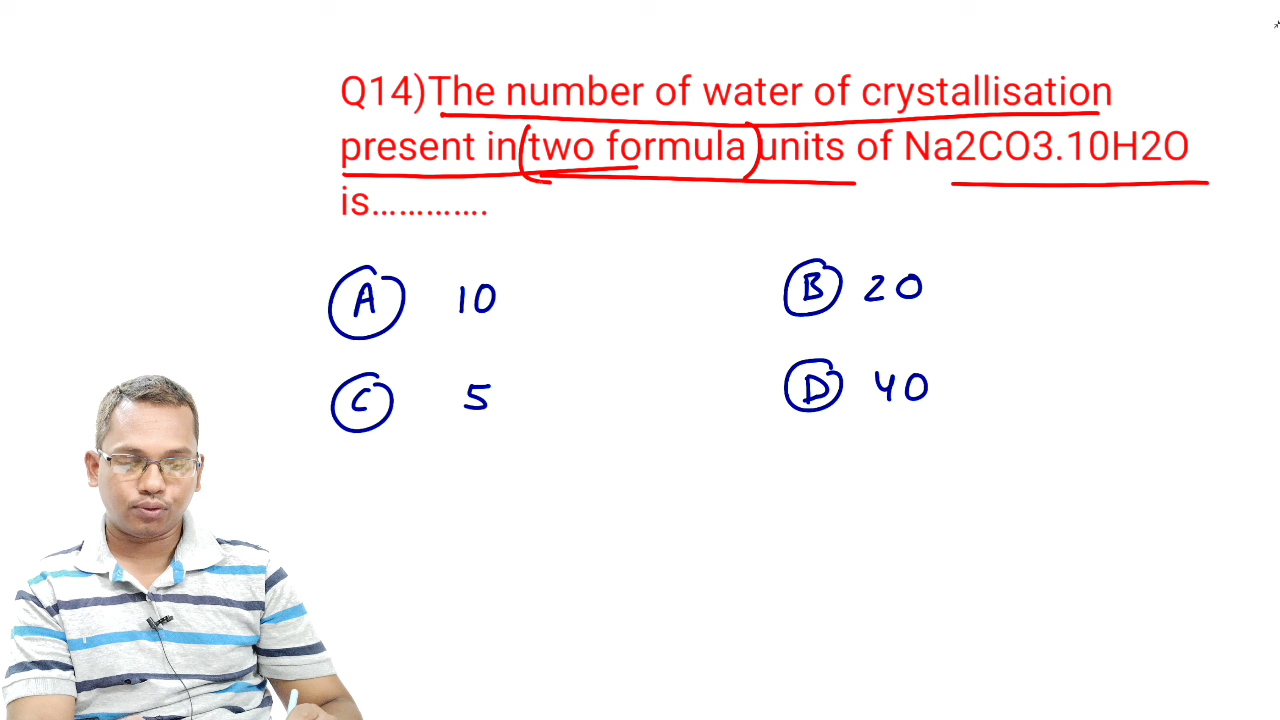 Q14)The number of water of crystallisation
present in two formula units of Na2CO3.10H2O
is.............
A 10
B 20
C 5
D 40